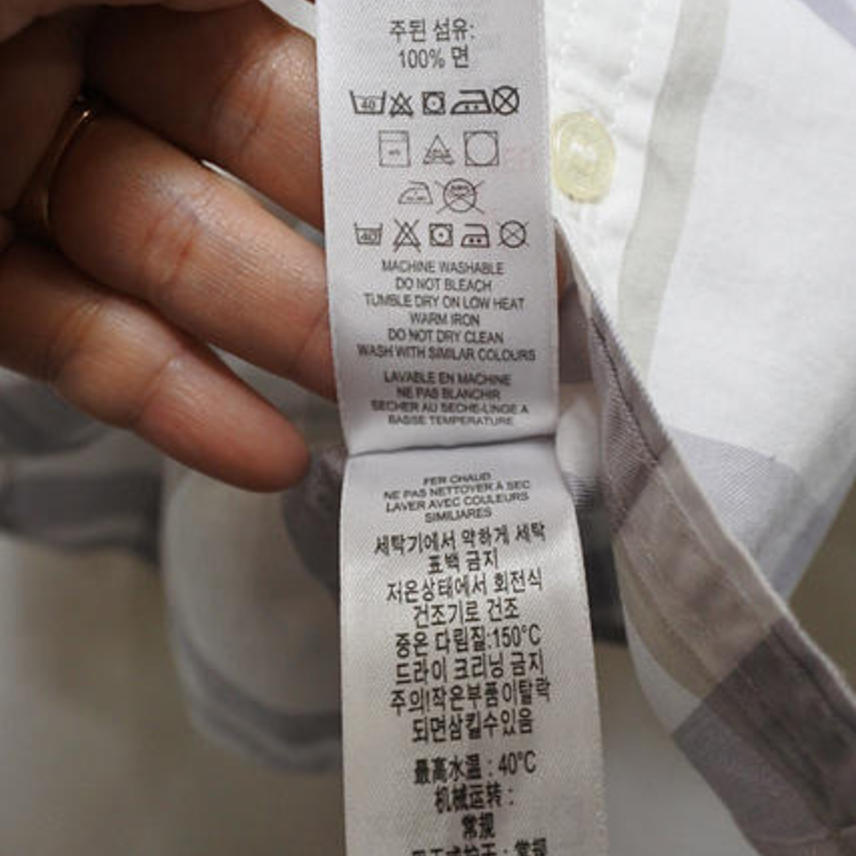 주된 섬유:
100% 면
40
40
MACHINE WASHABLE
DO NOT BLEACH
TUMBLE DRY ON LOW HEAT
WARM IRON
DO NOT DRY CLEAN
WASH WITH SIMILAR COLOURS
LAVABLE EN MACHINE
NE PAS BLANCHIR
SECHER AU SECHE-LINGE A
BASSE TEMPERATURE
FER CHAUD
NE PAS NETTOYER A SEC
LAVER AVEC COULEURS
SIMILIARES
세탁기에서 약하게 세탁
표백 금지
저온상태에서 회전식
건조기로 건조
중온 다림질:150°C
드라이 크리닝 금지
주의!작은부품이탈락
되면삼킬수있음
最高水温 : 40°C
机械运转 :
常规